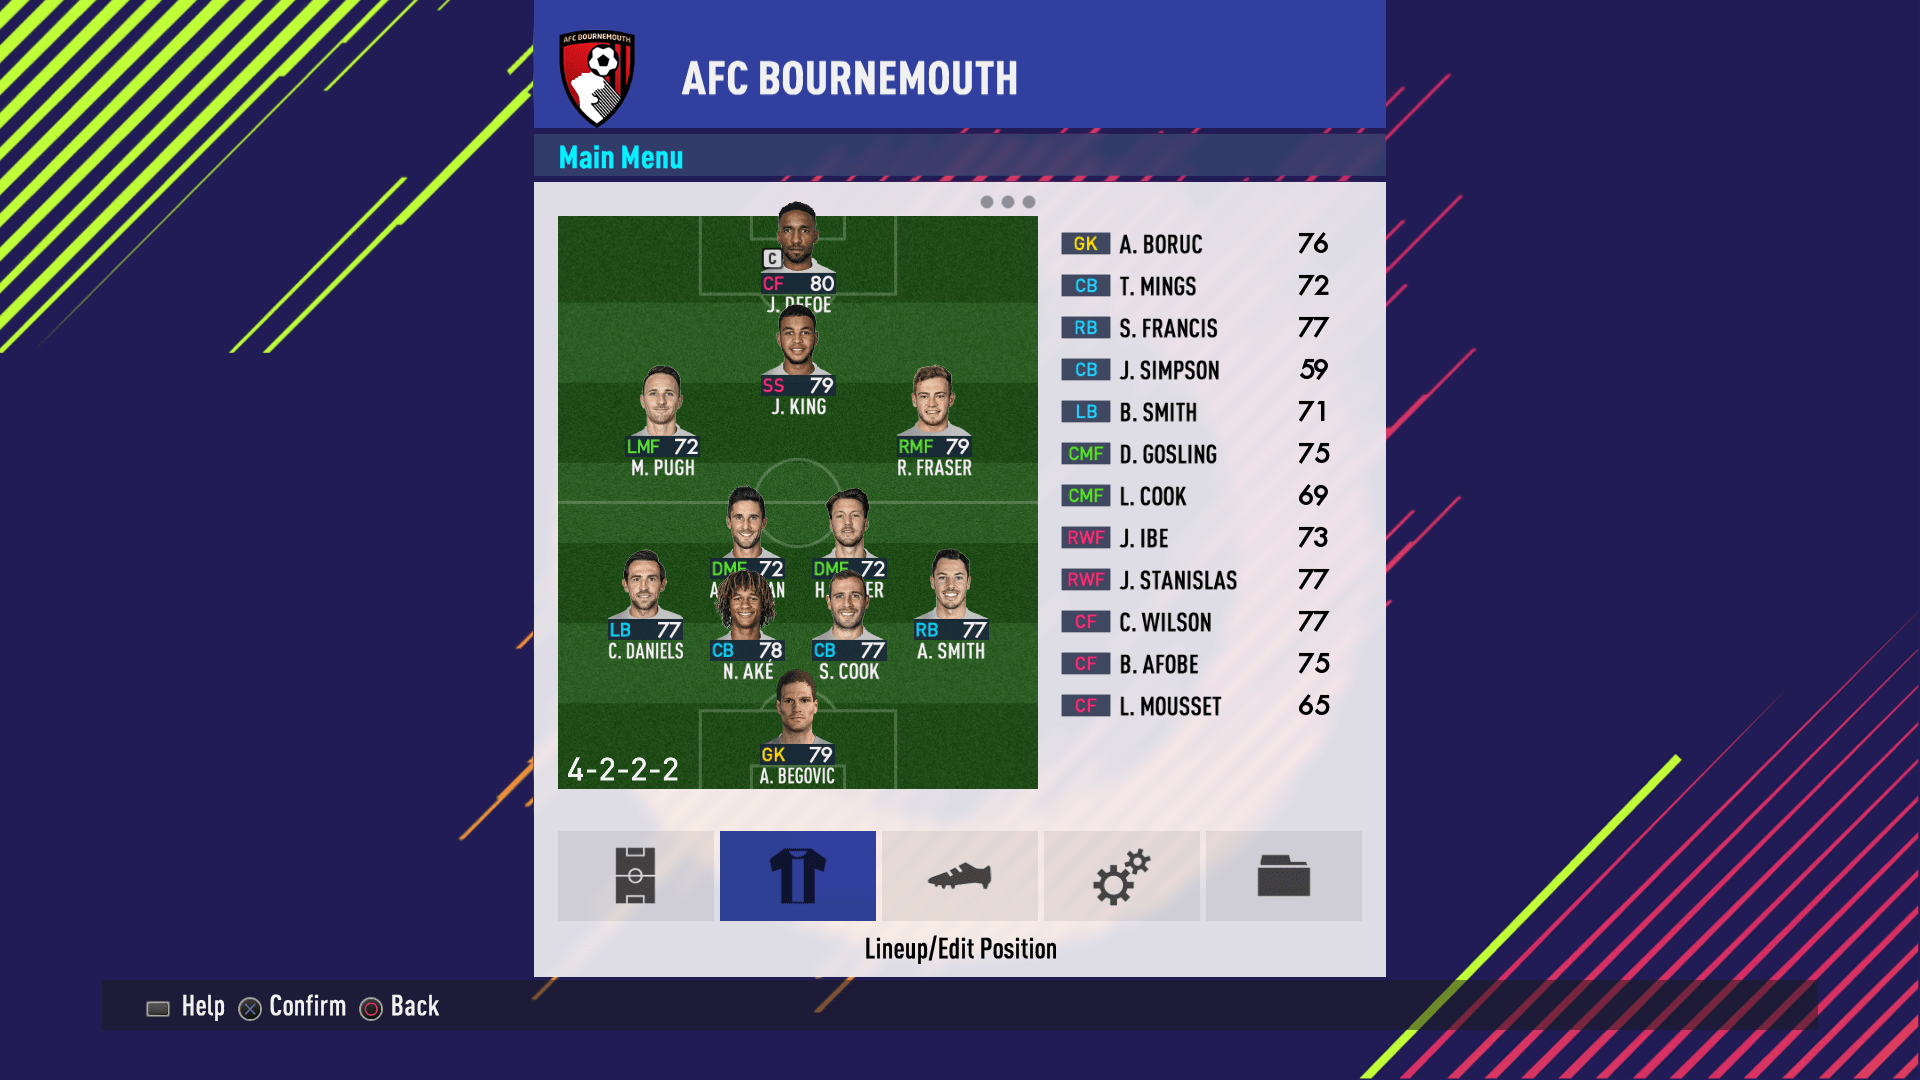 AFC BOURNEMOUTH
AFC BOURNEMOUTH
Main Menu
C
CF 80
J. DEFOE
SS 79
J. KING
LMF 72
M. PUGH
RMF 79
R. FRASER
DMF 72
DMF 72
LB 77
C. DANIELS
CB 78
N. AKÉ
CB 77
S. COOK
RB 77
A. SMITH
GK 79
A. BEGOVIC
4-2-2-2
GK A. BORUC 76
CB T. MINGS 72
RB S. FRANCIS 77
CB J. SIMPSON 59
LB B. SMITH 71
CMF D. GOSLING 75
CMF L. COOK 69
RWF J. IBE 73
RWF J. STANISLAS 77
CF C. WILSON 77
CF B. AFOBE 75
CF L. MOUSSET 65
Lineup/Edit Position
Help Confirm Back